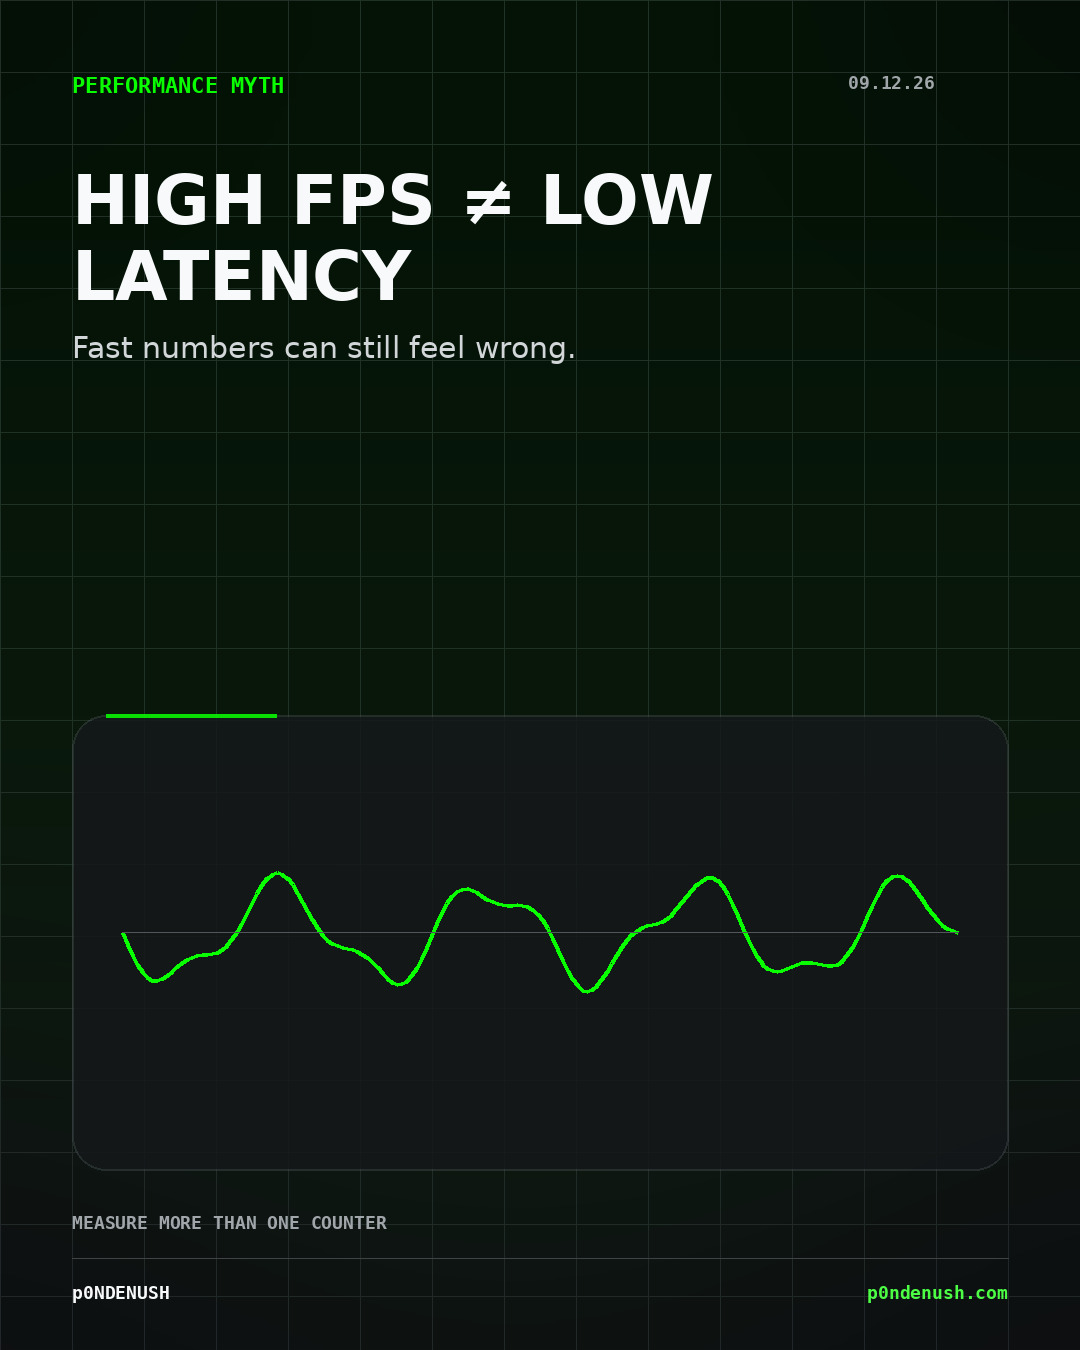 PERFORMANCE MYTH
09.12.26
HIGH FPS ≠ LOW
LATENCY
Fast numbers can still feel wrong.
MEASURE MORE THAN ONE COUNTER
p0NDENUSH
p0ndenush.com